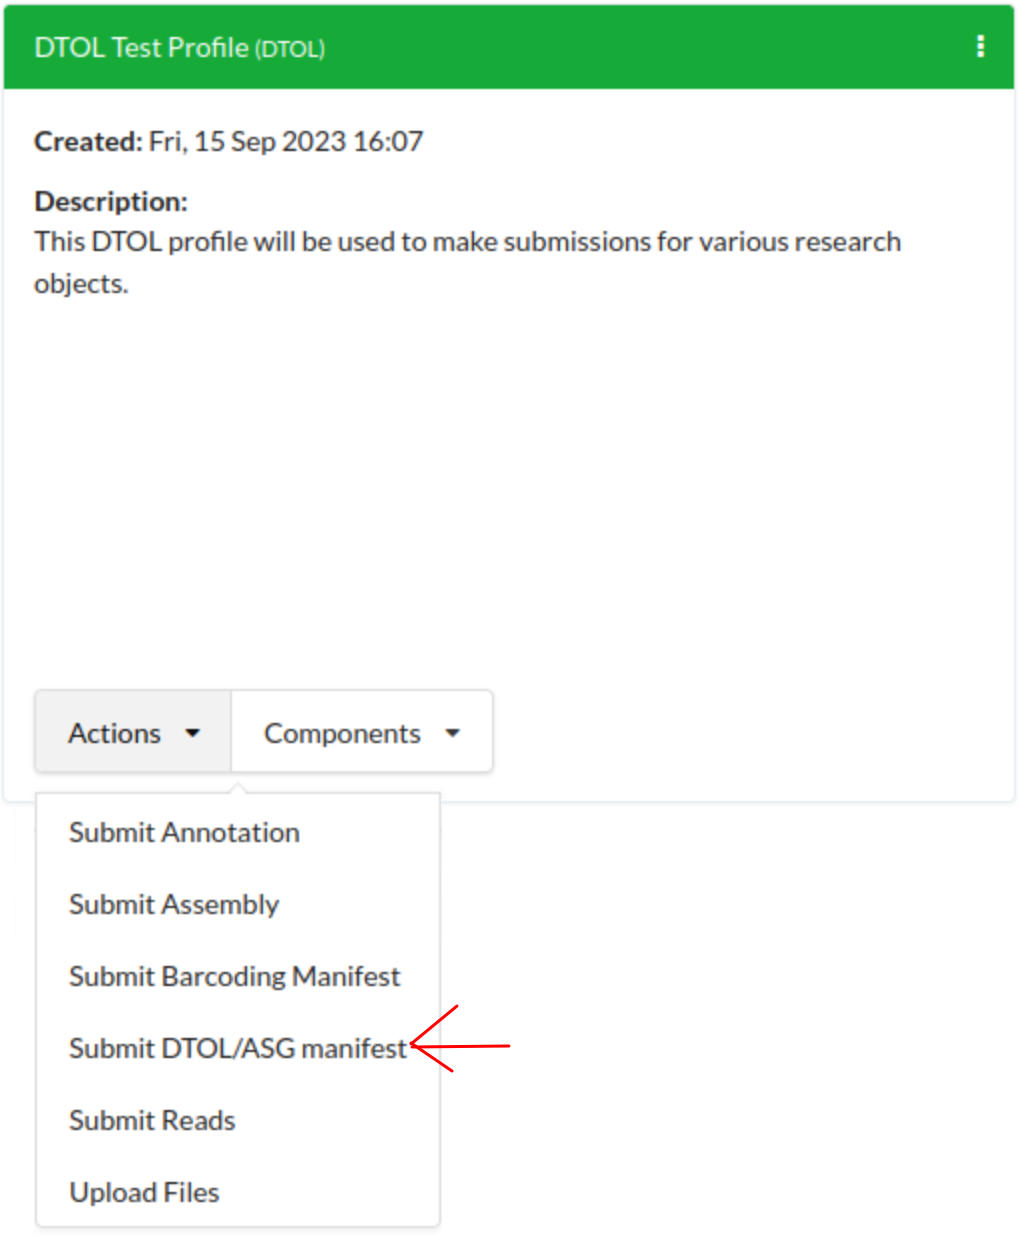 DTOL Test Profile (DTOL)
Created: Fri, 15 Sep 2023 16:07
Description:
This DTOL profile will be used to make submissions for various research
objects.
Actions Components
Submit Annotation
Submit Assembly
Submit Barcoding Manifest
Submit DTOL/ASG manifest
Submit Reads
Upload Files